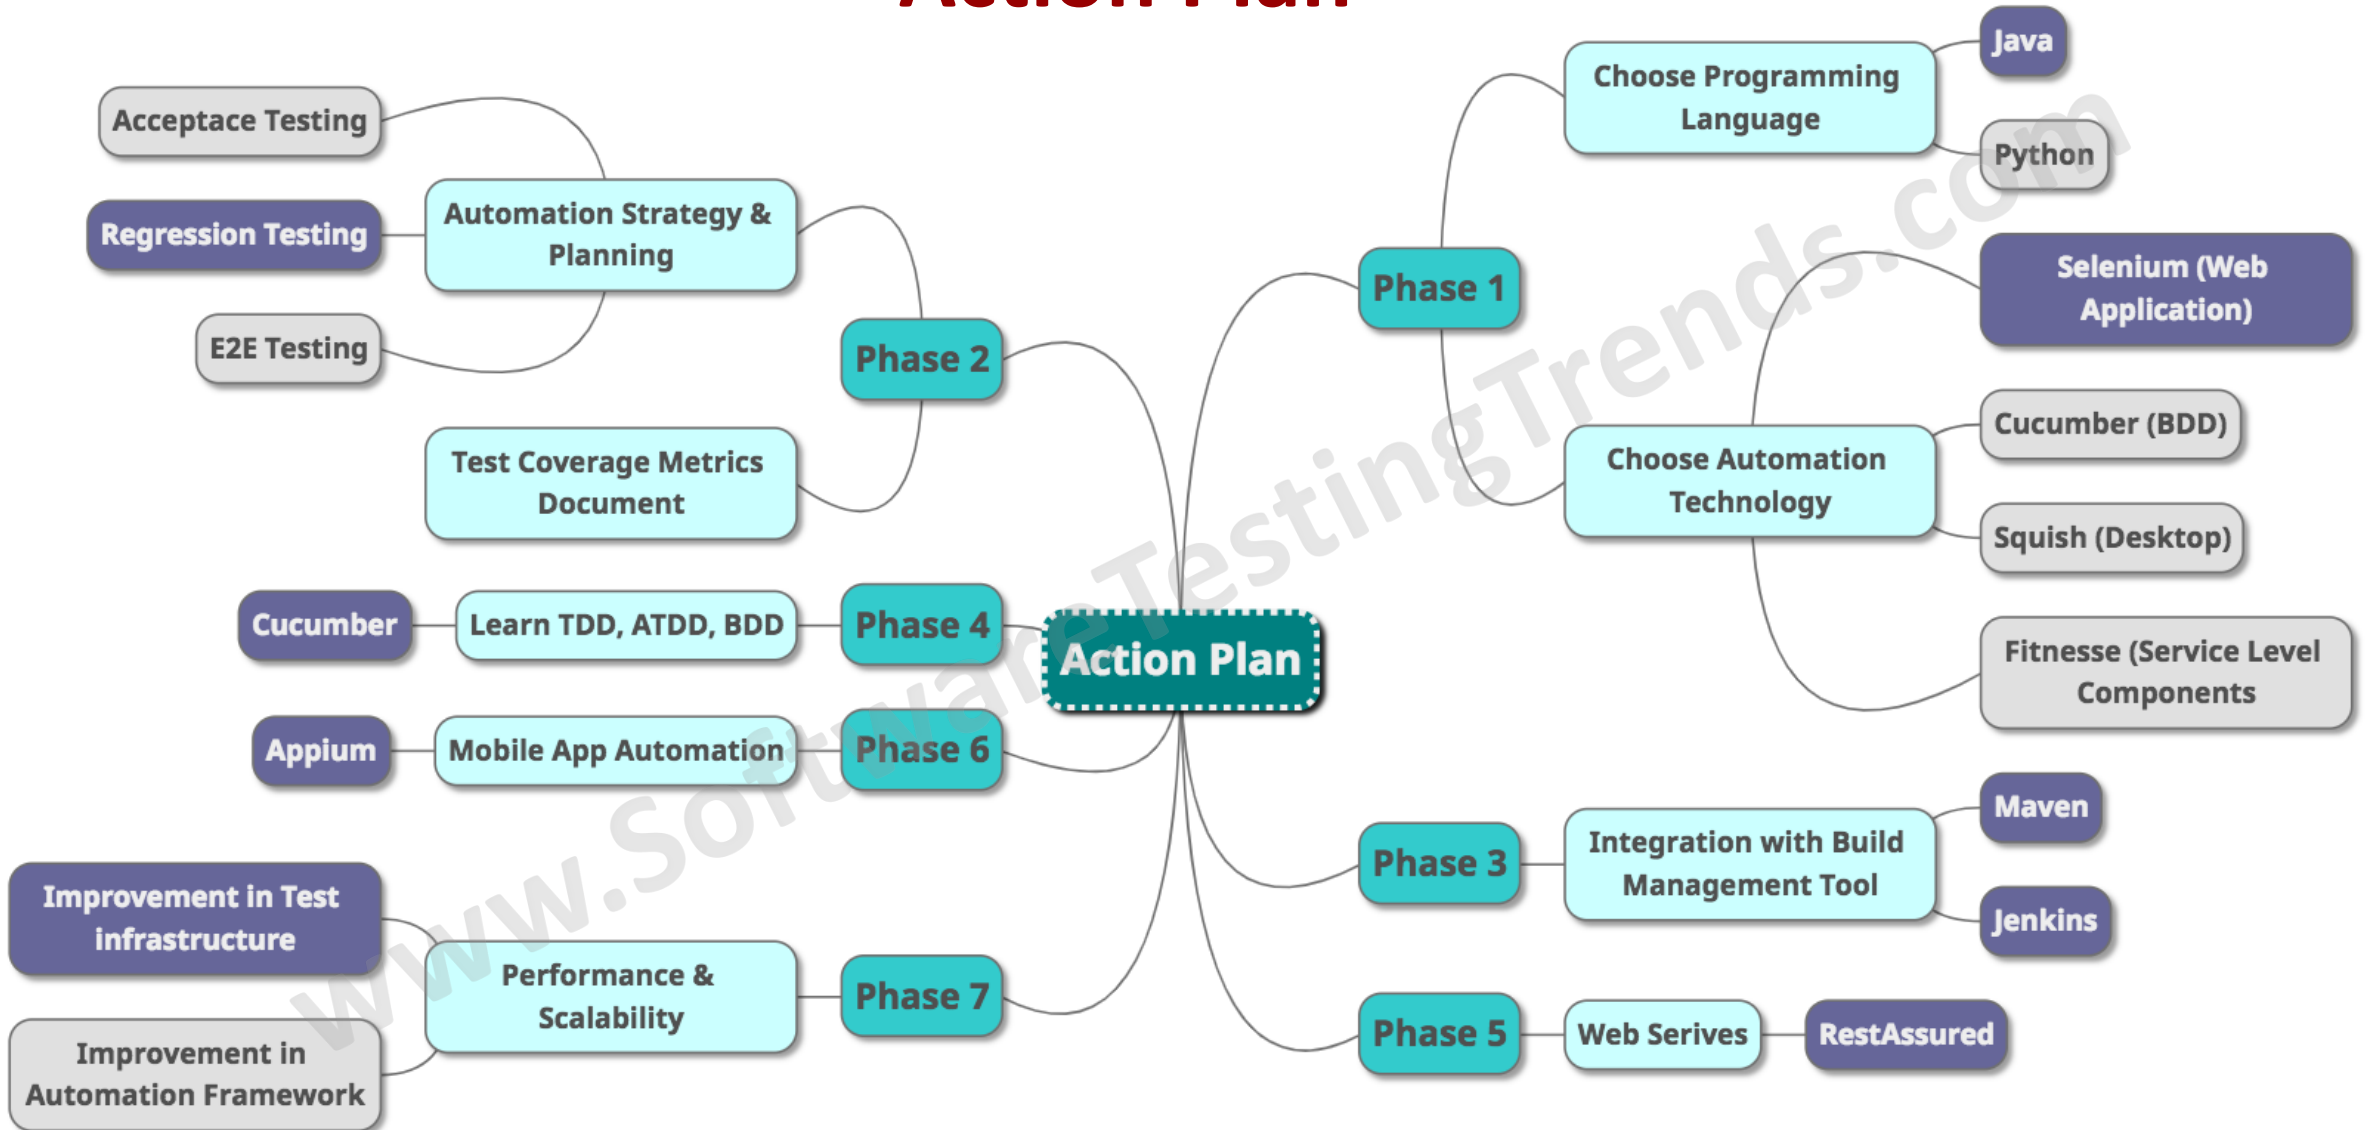 Action Plan
Java
Choose Programming
Language
Python
Acceptace Testing
Automation Strategy &
Planning
Regression Testing
E2E Testing
Phase 2
Phase 1
Selenium (Web
Application)
Cucumber (BDD)
Choose Automation
Technology
Squish (Desktop)
Fitnesse (Service Level
Components
Test Coverage Metrics
Document
Cucumber
Learn TDD, ATDD, BDD
Phase 4
Action Plan
Appium
Mobile App Automation
Phase 6
Phase 3
Integration with Build
Management Tool
Maven
Jenkins
Improvement in Test
infrastructure
Performance &
Scalability
Phase 7
Improvement in
Automation Framework
Phase 5
Web Serives
RestAssured
www.SoftwareTestingTrends.com